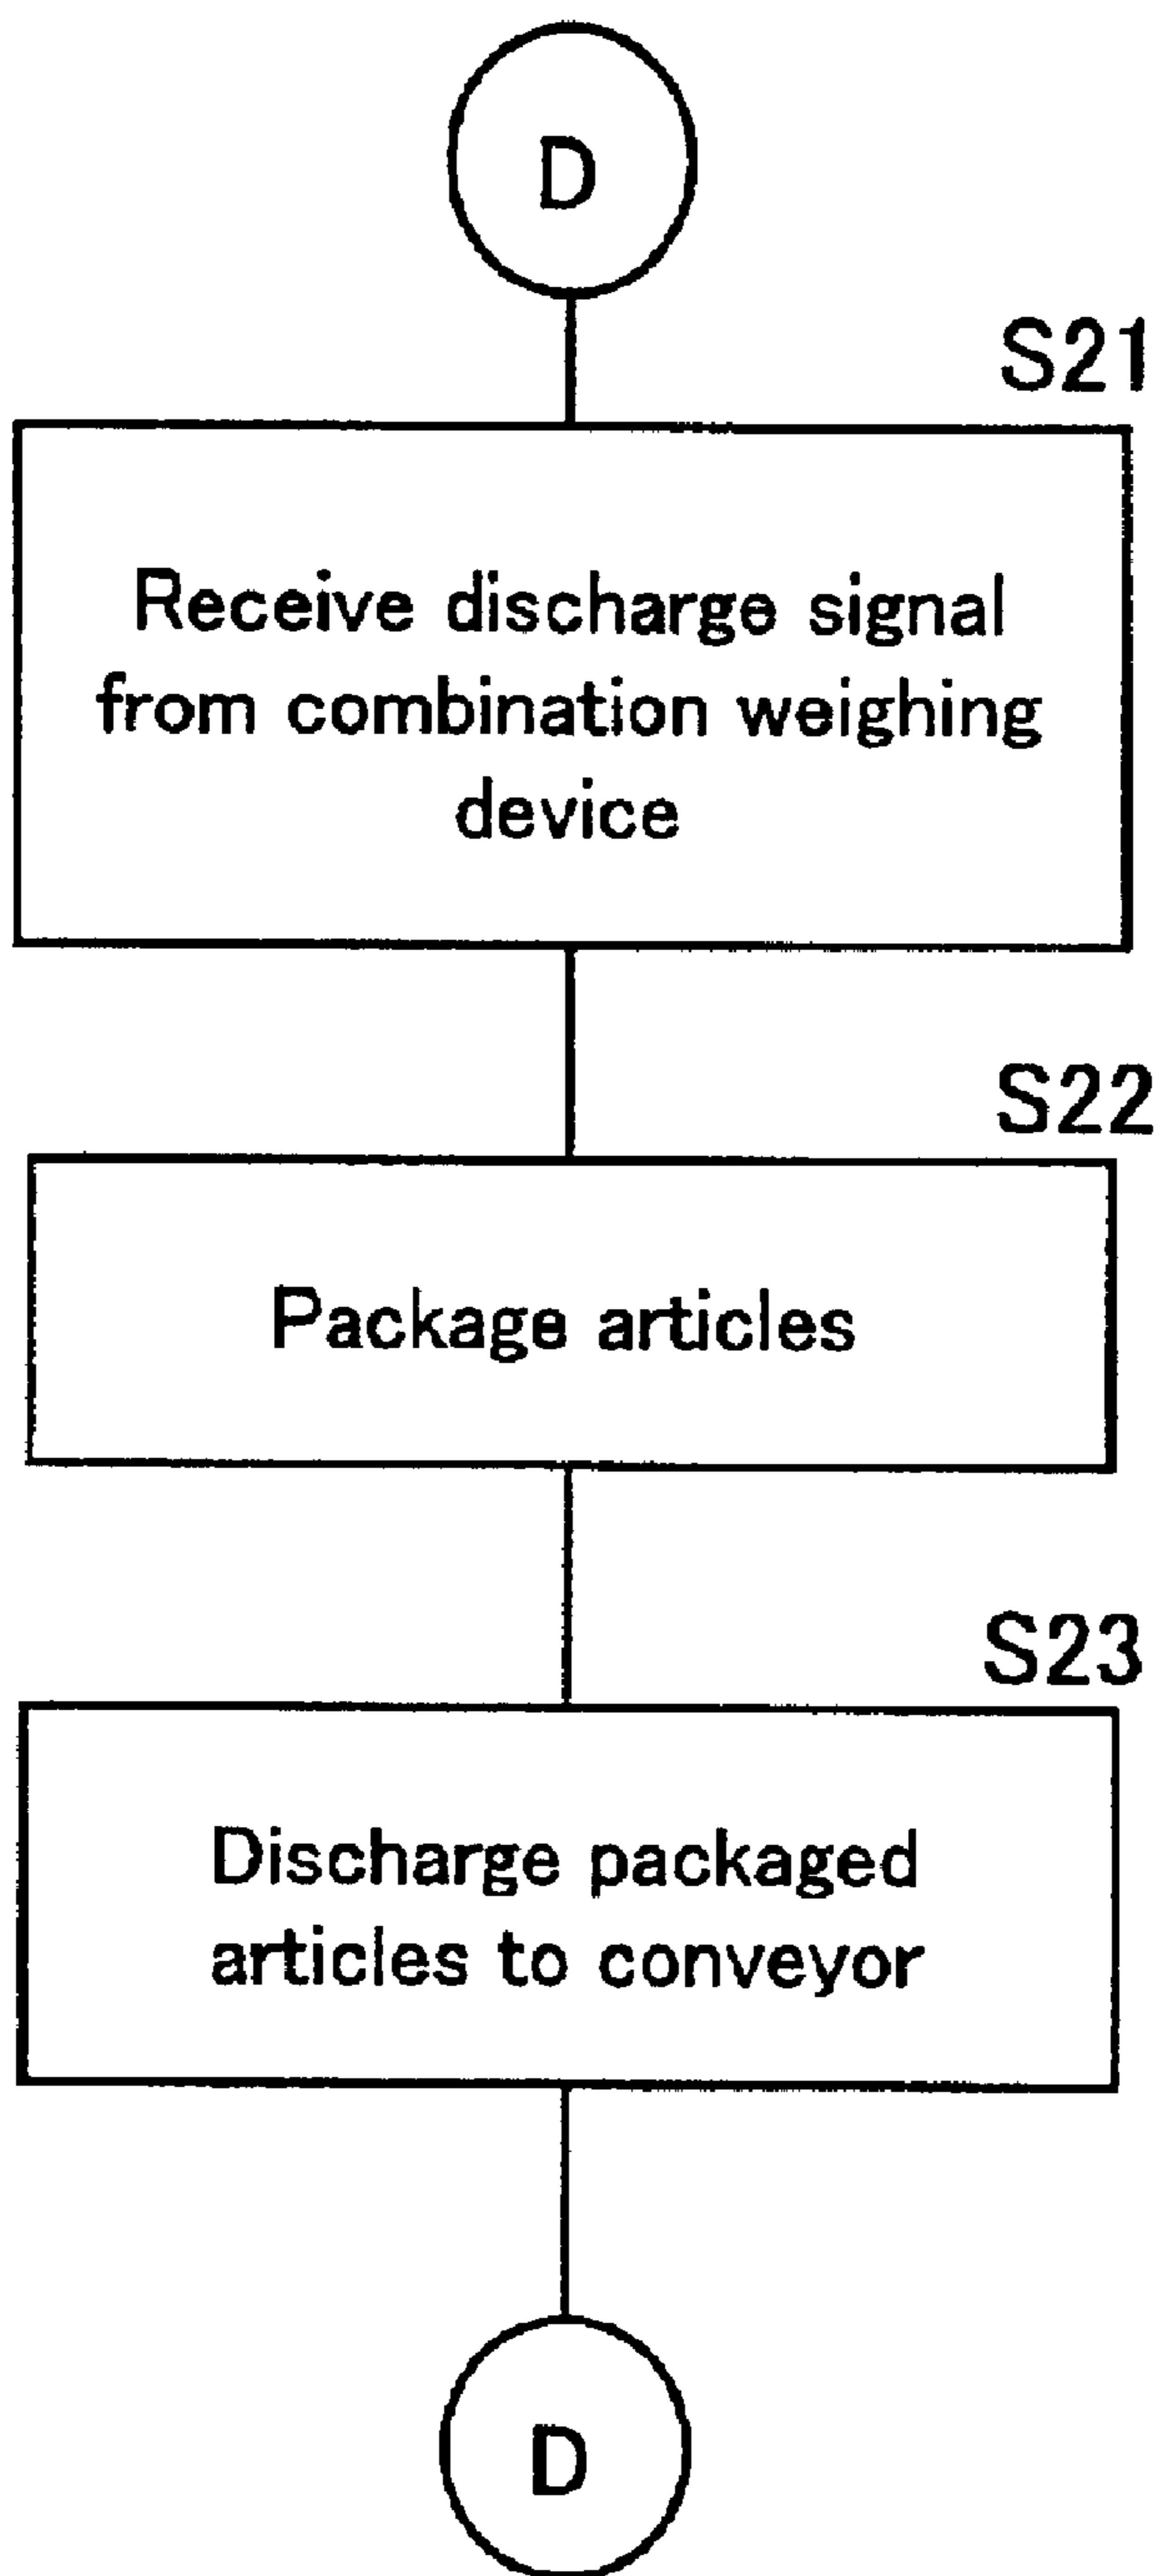 D
S21
Receive discharge signal
from combination weighing
device
S22
Package articles
S23
Discharge packaged
articles to conveyor
D